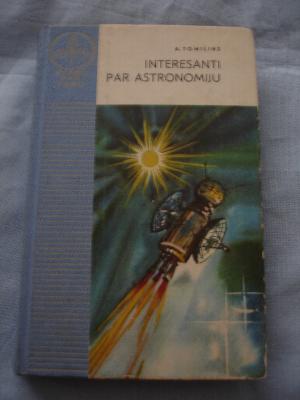 A. TOMILINS
INTERESANTI
PAR ASTRONOMIJU